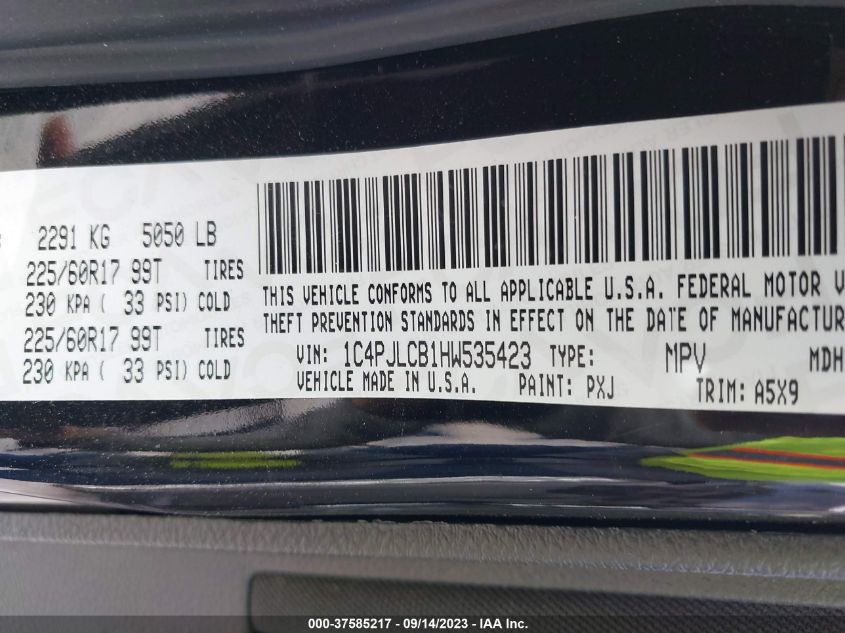 2291 KG 5050 LB
225/60R17 99T TIRES
230 KPA ( 33 PSI) COLD
225/60R17 99T TIRES
230 KPA ( 33 PSI) COLD
THIS VEHICLE CONFORMS TO ALL APPLICABLE U.S.A. FEDERAL MOTOR V
THEFT PREVENTION STANDARDS IN EFFECT ON THE DATE OF MANUFACTUR
VIN: 1C4PJLCB1HW535423 TYPE: MPV MDH
VEHICLE MADE IN U.S.A. PAINT: PXJ TRIM: A5X9
000-37585217 - 09/14/2023 - IAA Inc.